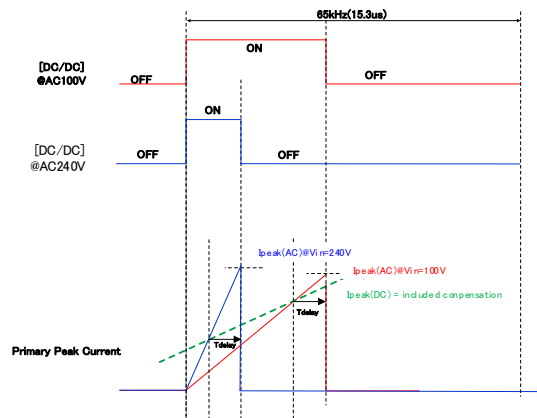 65kHz(15.3us)
[DC/DC]
@AC100V
OFF
ON
OFF
[DC/DC]
@AC240V
OFF
ON
OFF
Ipeak(AC)@Vin=240V
Ipeak(AC)@Vin=100V
Ipeak(DC) = included compensation
Tdelay
Tdelay
Primary Peak Current